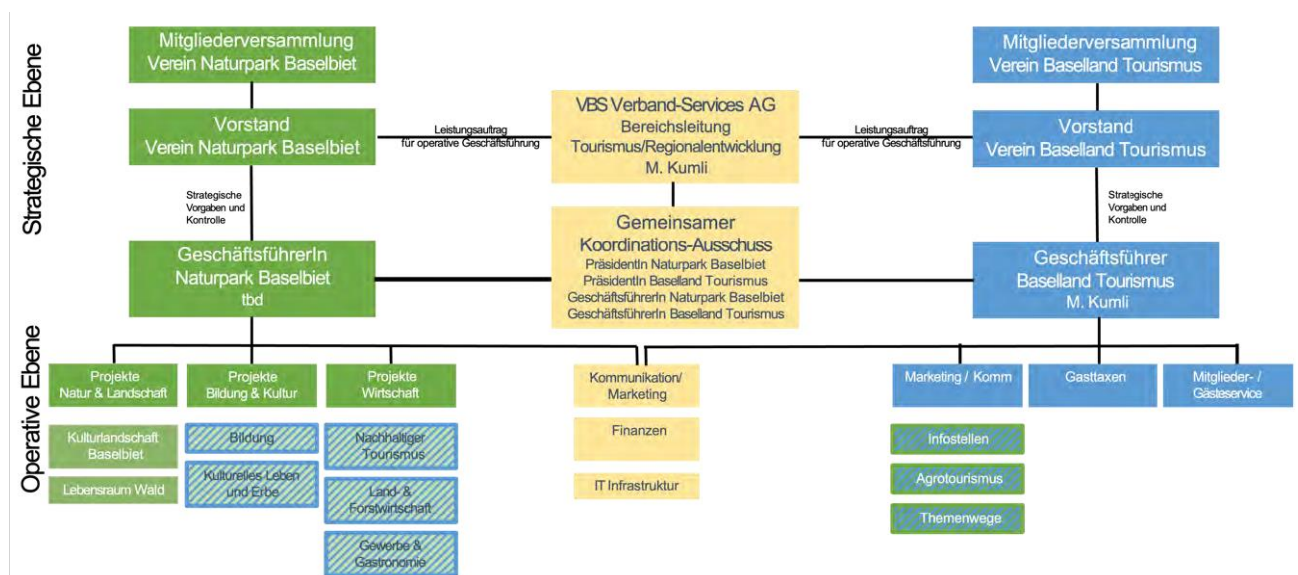 Strategische Ebene
Mitgliederversammlung
Verein Naturpark Baselbiet
Vorstand
Verein Naturpark Baselbiet
Strategische
Vorgaben und
Kontrolle
GeschäftsführerIn
Naturpark Baselbiet
tbd
Leistungsauftrag
für operative Geschäftsführung
VBS Verband-Services AG
Bereichsleitung
Tourismus/Regionalentwicklung
M. Kumli
Gemeinsamer
Koordinations-Ausschuss
PräsidentIn Naturpark Baselbiet
PräsidentIn Baselland Tourismus
GeschäftsführerIn Naturpark Baselbiet
GeschäftsführerIn Baselland Tourismus
Leistungsauftrag
für operative Geschäftsführung
Mitgliederversammlung
Verein Baselland Tourismus
Vorstand
Verein Baselland Tourismus
Strategische
Vorgaben und
Kontrolle
Geschäftsführer
Baselland Tourismus
M. Kumli
Operative Ebene
Projekte
Natur & Landschaft
Kulturlandschaft
Baselbiet
Lebensraum Wald
Projekte
Bildung & Kultur
Bildung
Kulturelles Leben
und Erbe
Projekte
Wirtschaft
Nachhaltiger
Tourismus
Land- &
Forstwirtschaft
Gewerbe &
Gastronomie
Kommunikation/
Marketing
Finanzen
IT Infrastruktur
Marketing / Komm
Infostellen
Agrotourismus
Themenwege
Gasttaxen
Mitglieder- /
Gästeservice